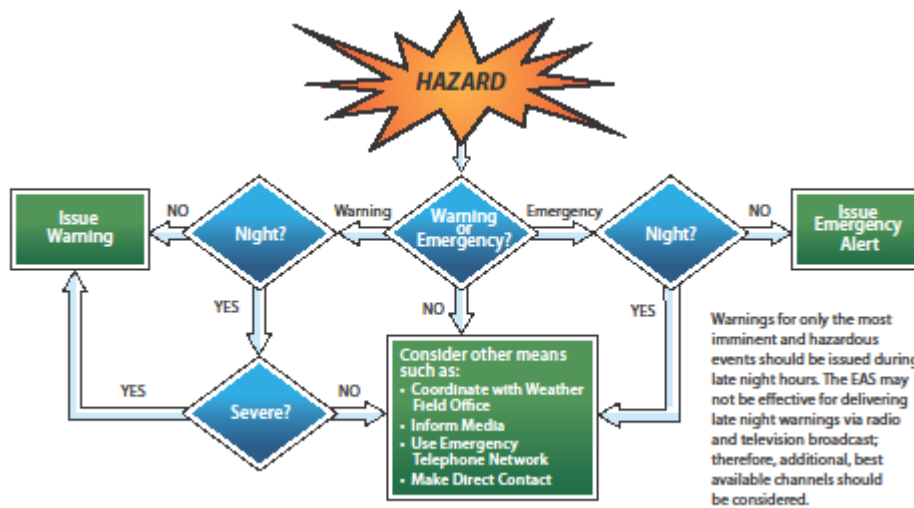 HAZARD
Issue
Warning
NO
Night?
Warning
Warning
or
Emergency?
Emergency
Night?
NO
Issue
Emergency
Alert
YES
NO
YES
YES
Severe?
NO
Consider other means
such as:
• Coordinate with Weather
Field Office
• Inform Media
• Use Emergency
Telephone Network
• Make Direct Contact
Warnings for only the most
imminent and hazardous
events should be issued during
late night hours. The EAS may
not be effective for delivering
late night warnings via radio
and television broadcast;
therefore, additional, best
available channels should
be considered.